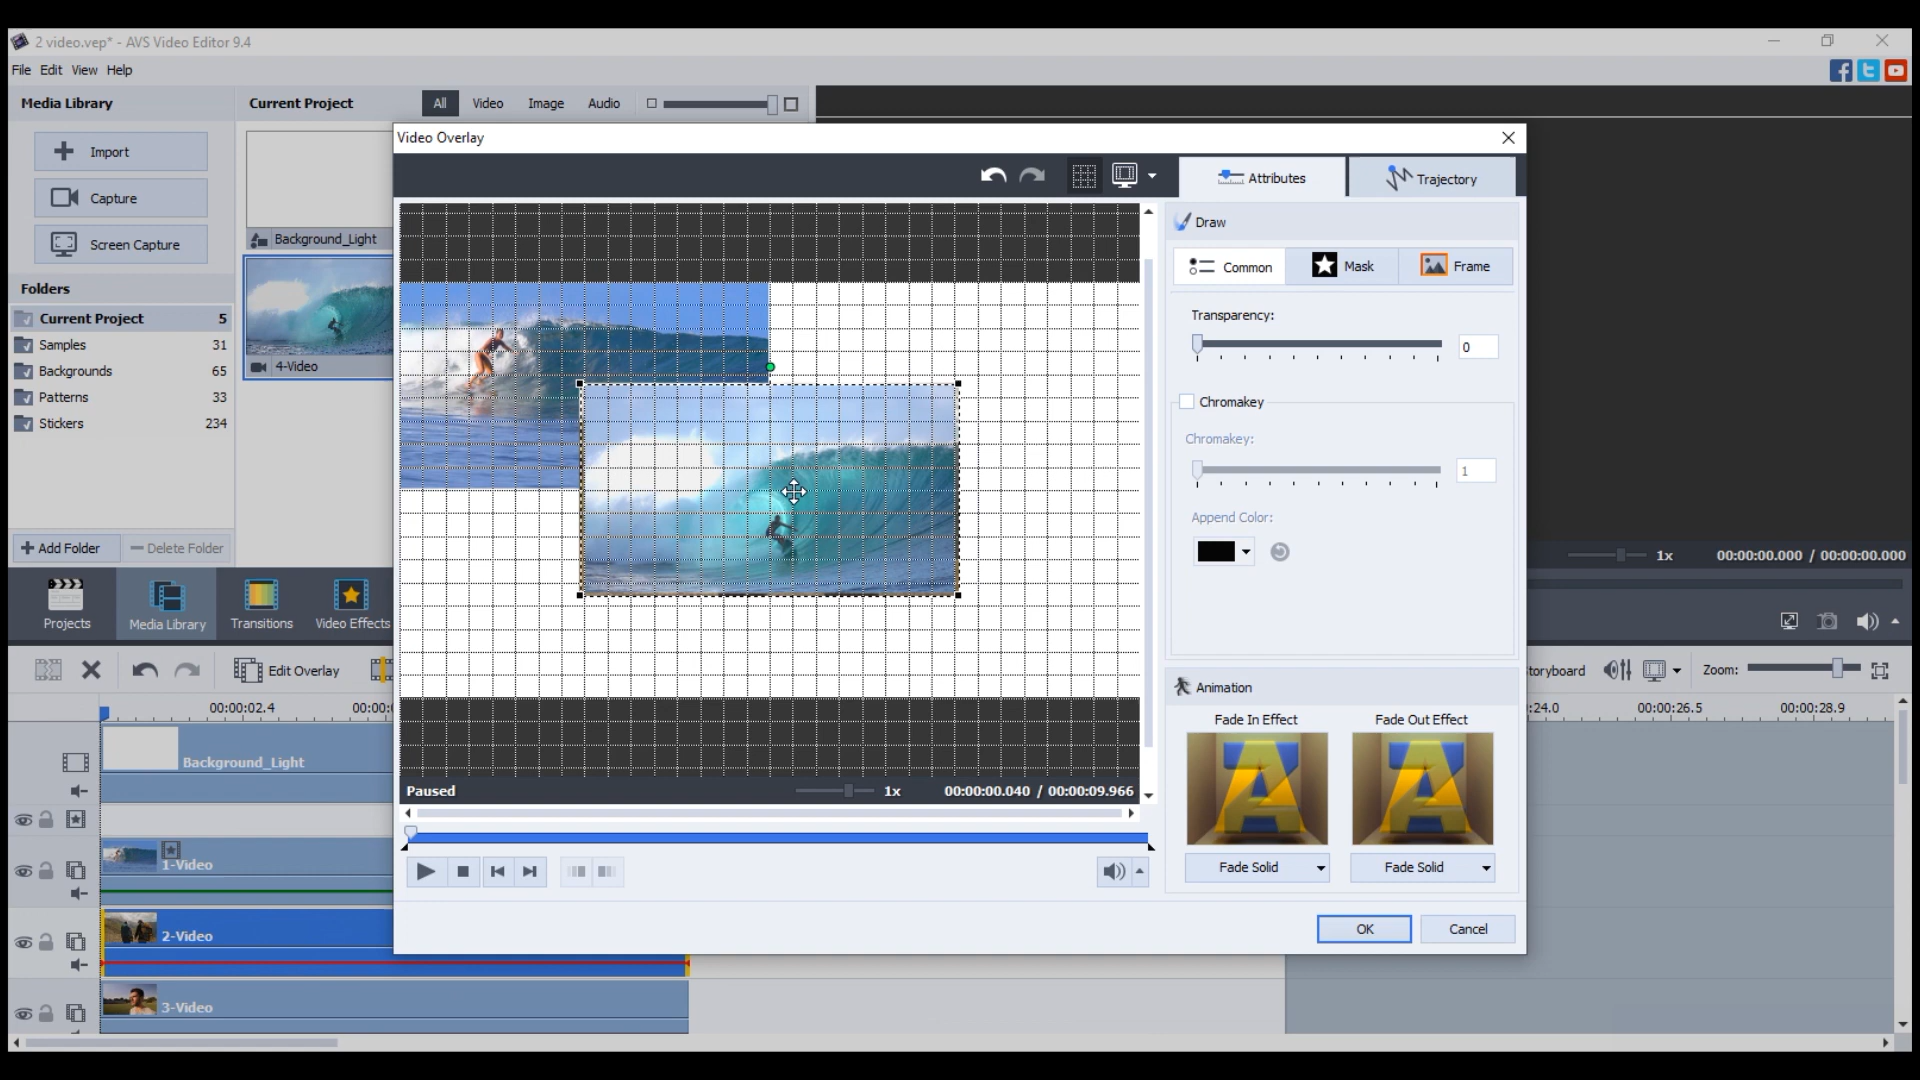 2 video.vep* - AVS Video Editor 9.4
File Edit View Help
Media Library
Current Project
All Video Image Audio
Video Overlay
Import
Capture
Screen Capture
Background_Light
4-Video
Folders
Current Project 5
Samples 31
Backgrounds 65
Patterns 33
Stickers 234
Add Folder
Delete Folder
Attributes
Trajectory
Draw
Common
Mask
Frame
Transparency:
0
Chromakey
Chromakey:
1
Append Color:
1x 00:00:00.000 / 00:00:00.000
Projects
Media Library
Transitions
Video Effects
Animation
Fade In Effect
Fade Out Effect
Fade Solid
Fade Solid
Paused 1x 00:00:00.040 / 00:00:09.966
OK
Cancel
Edit Overlay
toryboard
Zoom:
00:00:02.4
00:00:0
:24.0
00:00:26.5
00:00:28.9
Background_Light
1-Video
2-Video
3-Video